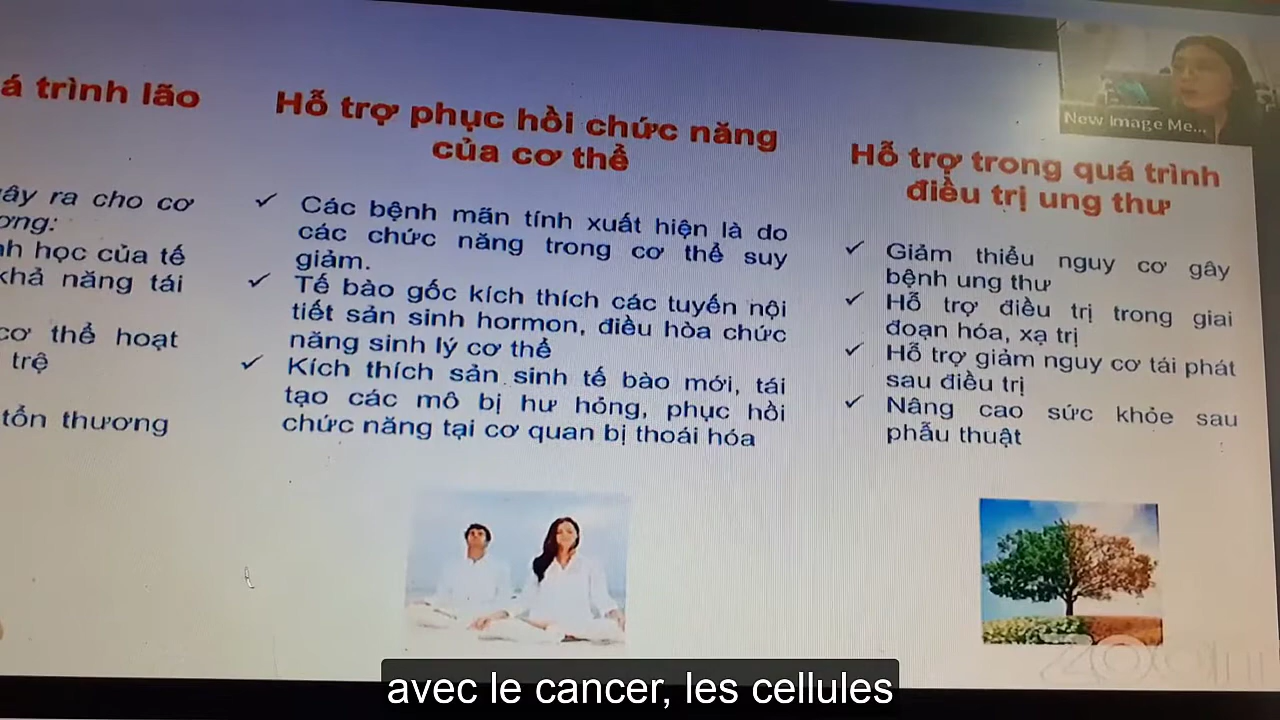 á trình lão
ây ra cho cơ
ơng:
nh học của tế
khả năng tái
cơ thể hoạt
trệ
tổn thương
Hỗ trợ phục hồi chức năng
của cơ thể
✓ Các bệnh mãn tính xuất hiện là do
các chức năng trong cơ thể suy
giảm.
✓ Tế bào gốc kích thích các tuyến nội
tiết sản sinh hormon, điều hòa chức
năng sinh lý cơ thể
✓ Kích thích sản sinh tế bào mới, tái
tạo các mô bị hư hỏng, phục hồi
chức năng tại cơ quan bị thoái hóa
New Image Me...
Hỗ trợ trong quá trình
điều trị ung thư
✓ Giảm thiểu nguy cơ gây
bệnh ung thư
✓ Hỗ trợ điều trị trong giai
đoạn hóa, xạ trị
✓ Hỗ trợ giảm nguy cơ tái phát
sau điều trị
✓ Nâng cao sức khỏe sau
phẫu thuật
zoom
avec le cancer, les cellules